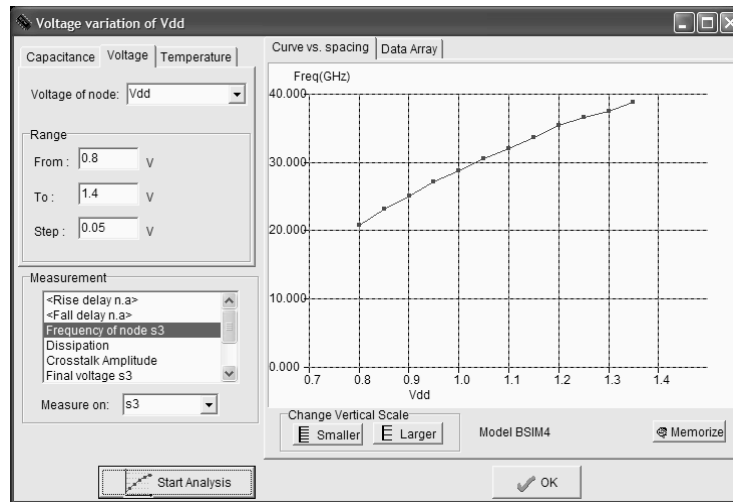 Voltage variation of Vdd
Capacitance Voltage Temperature
Voltage of node: Vdd
Range
From : 0.8 V
To : 1.4 V
Step : 0.05 V
Measurement
<Rise delay n.a>
<Fall delay n.a>
Frequency of node s3
Dissipation
Crosstalk Amplitude
Final voltage s3
Measure on: s3
Start Analysis
Curve vs. spacing Data Array
Freq(GHz)
40.000
30.000
20.000
10.000
0.000
0.7 0.8 0.9 1.0 1.1 1.2 1.3 1.4
Vdd
Change Vertical Scale
Smaller Larger
Model BSIM4
Memorize
OK